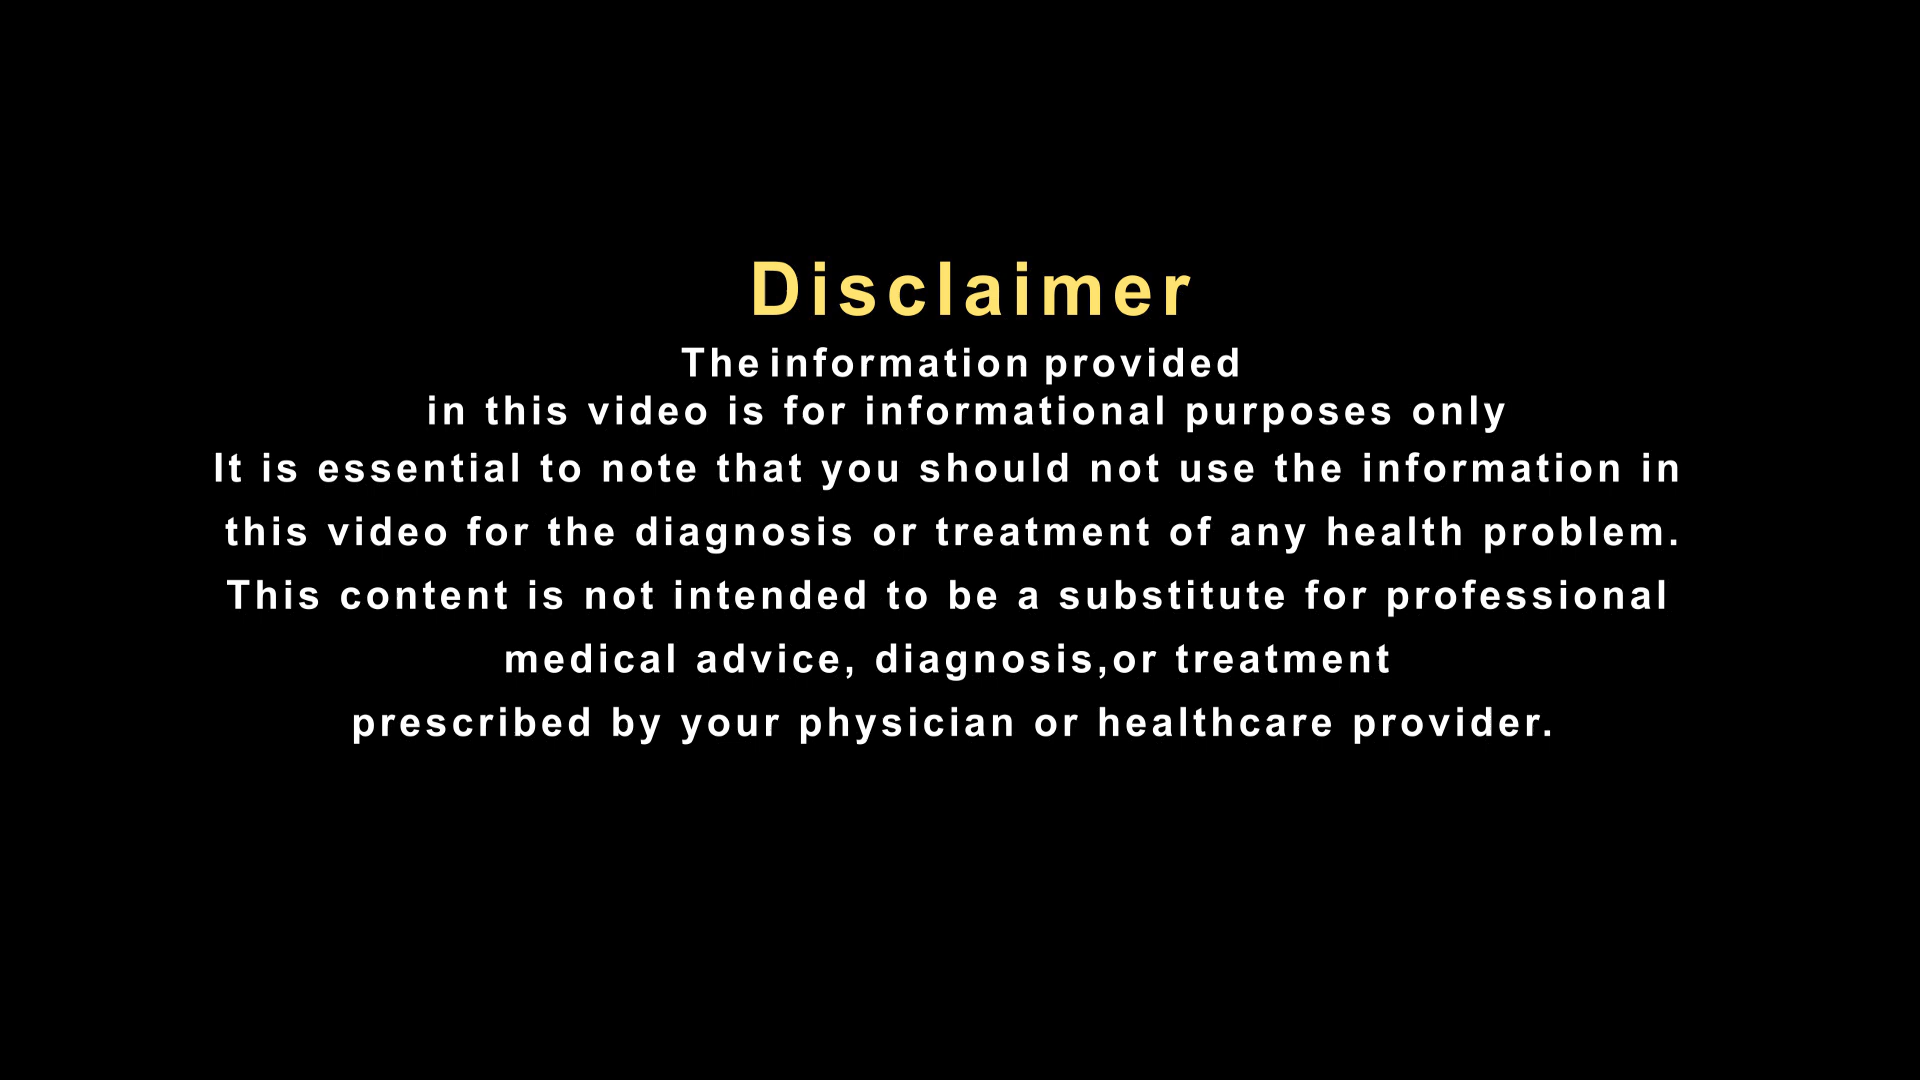 Disclaimer
The information provided
in this video is for informational purposes only
It is essential to note that you should not use the information in
this video for the diagnosis or treatment of any health problem.
This content is not intended to be a substitute for professional
medical advice, diagnosis,or treatment
prescribed by your physician or healthcare provider.